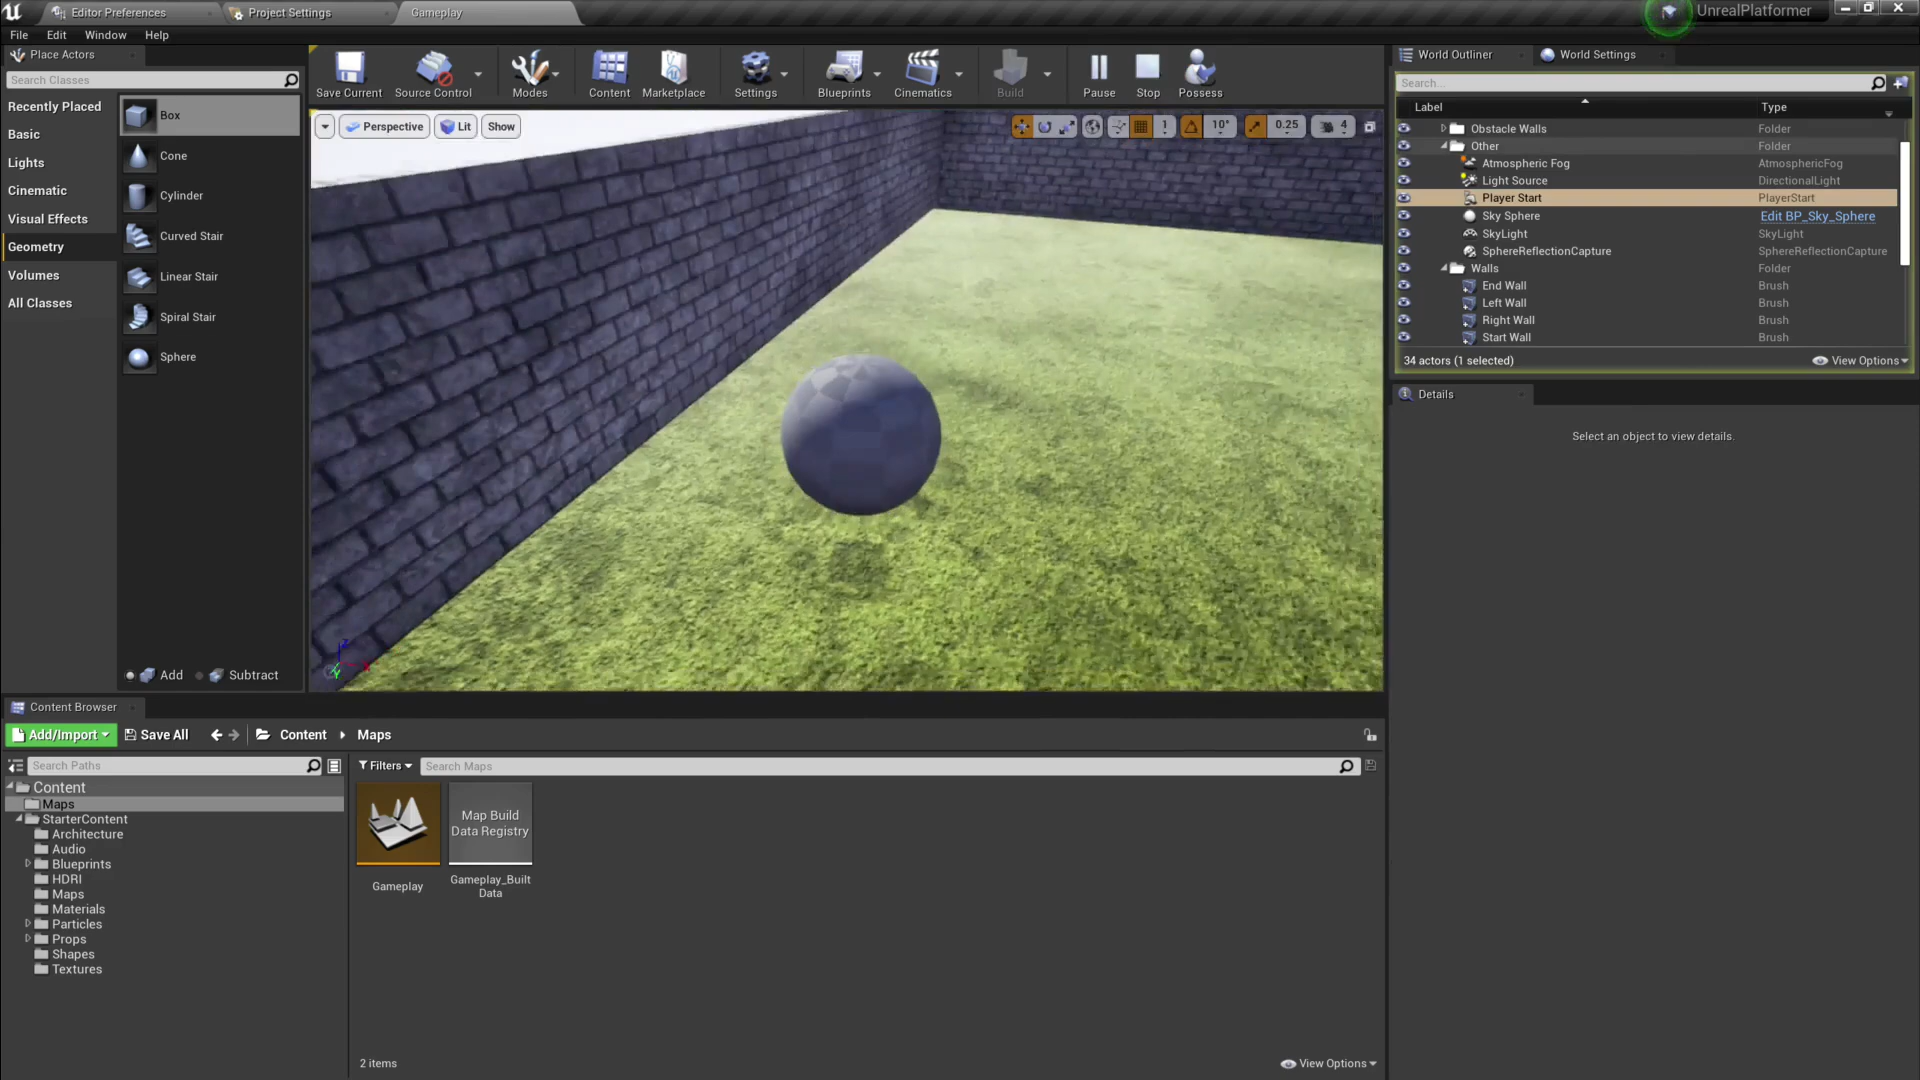 Editor Preferences
Project Settings
Gameplay
UnrealPlatformer
File
Edit
Window
Help
Place Actors
Search Classes
Recently Placed
Basic
Lights
Cinematic
Visual Effects
Geometry
Volumes
All Classes
Box
Cone
Cylinder
Curved Stair
Linear Stair
Spiral Stair
Sphere
Add
Subtract
Save Current
Source Control
Modes
Content
Marketplace
Settings
Blueprints
Cinematics
Build
Pause
Stop
Possess
Perspective
Lit
Show
1
10°
0.25
4
Z
X
Y
World Outliner
World Settings
Search...
Label
Type
Obstacle Walls
Folder
Other
Folder
Atmospheric Fog
AtmosphericFog
Light Source
DirectionalLight
Player Start
PlayerStart
Sky Sphere
Edit BP_Sky_Sphere
SkyLight
SkyLight
SphereReflectionCapture
SphereReflectionCapture
Walls
Folder
End Wall
Brush
Left Wall
Brush
Right Wall
Brush
Start Wall
Brush
34 actors (1 selected)
View Options
Details
Select an object to view details.
Content Browser
Add/Import
Save All
Content
Maps
Search Paths
Filters
Search Maps
Content
Maps
StarterContent
Architecture
Audio
Blueprints
HDRI
Maps
Materials
Particles
Props
Shapes
Textures
Map Build
Data Registry
Gameplay
Gameplay_Built
Data
2 items
View Options